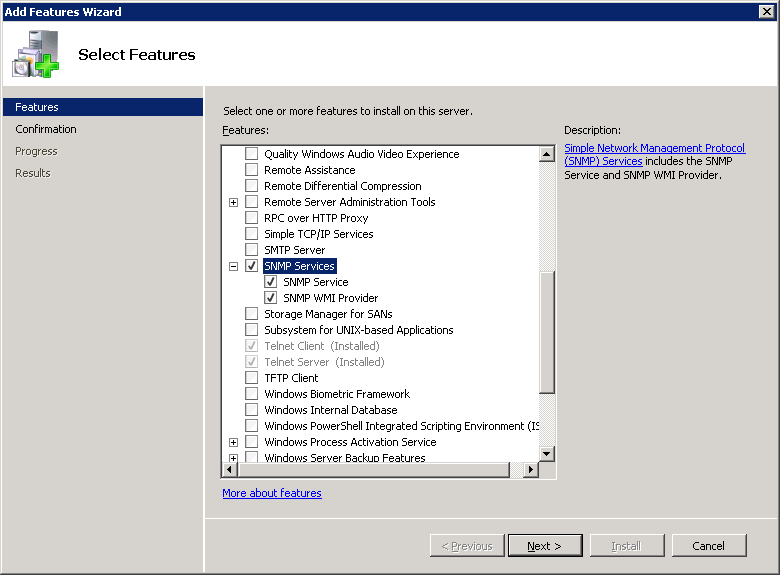 Add Features Wizard
Select Features
Features
Confirmation
Progress
Results
Select one or more features to install on this server.
Features:
Quality Windows Audio Video Experience
Remote Assistance
Remote Differential Compression
Remote Server Administration Tools
RPC over HTTP Proxy
Simple TCP/IP Services
SMTP Server
SNMP Services
SNMP Service
SNMP WMI Provider
Storage Manager for SANs
Subsystem for UNIX-based Applications
Telnet Client (Installed)
Telnet Server (Installed)
TFTP Client
Windows Biometric Framework
Windows Internal Database
Windows PowerShell Integrated Scripting Environment (IS
Windows Process Activation Service
Windows Server Backup Features
More about features
Description:
Simple Network Management Protocol
(SNMP) Services includes the SNMP
Service and SNMP WMI Provider.
< Previous
Next >
Install
Cancel